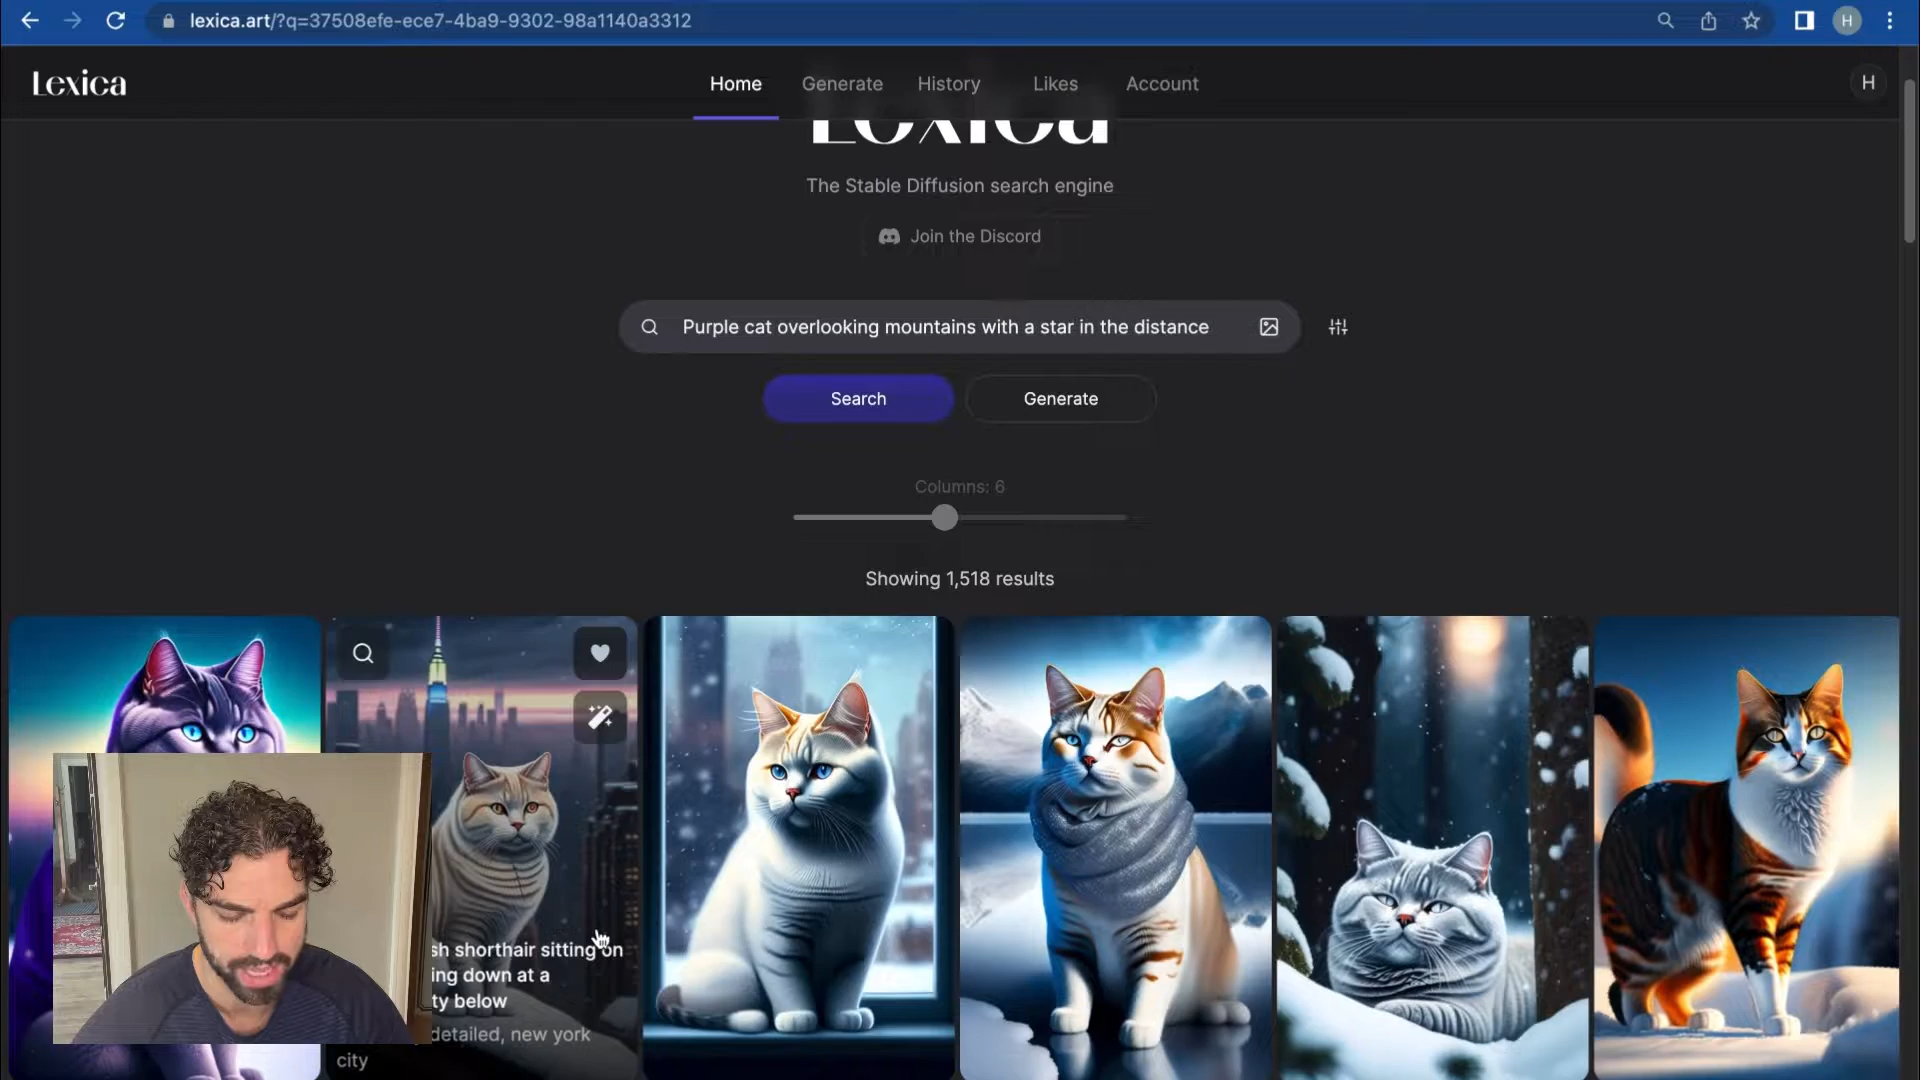 lexica.art/?q=37508efe-ece7-4ba9-9302-98a1140a3312
H
Lexica
Home
Generate
History
Likes
Account
H
Lexica
The Stable Diffusion search engine
Join the Discord
Purple cat overlooking mountains with a star in the distance
Search
Generate
Columns: 6
Showing 1,518 results
sh shorthair sitting on
ing down at a
ty below
detailed, new york
city